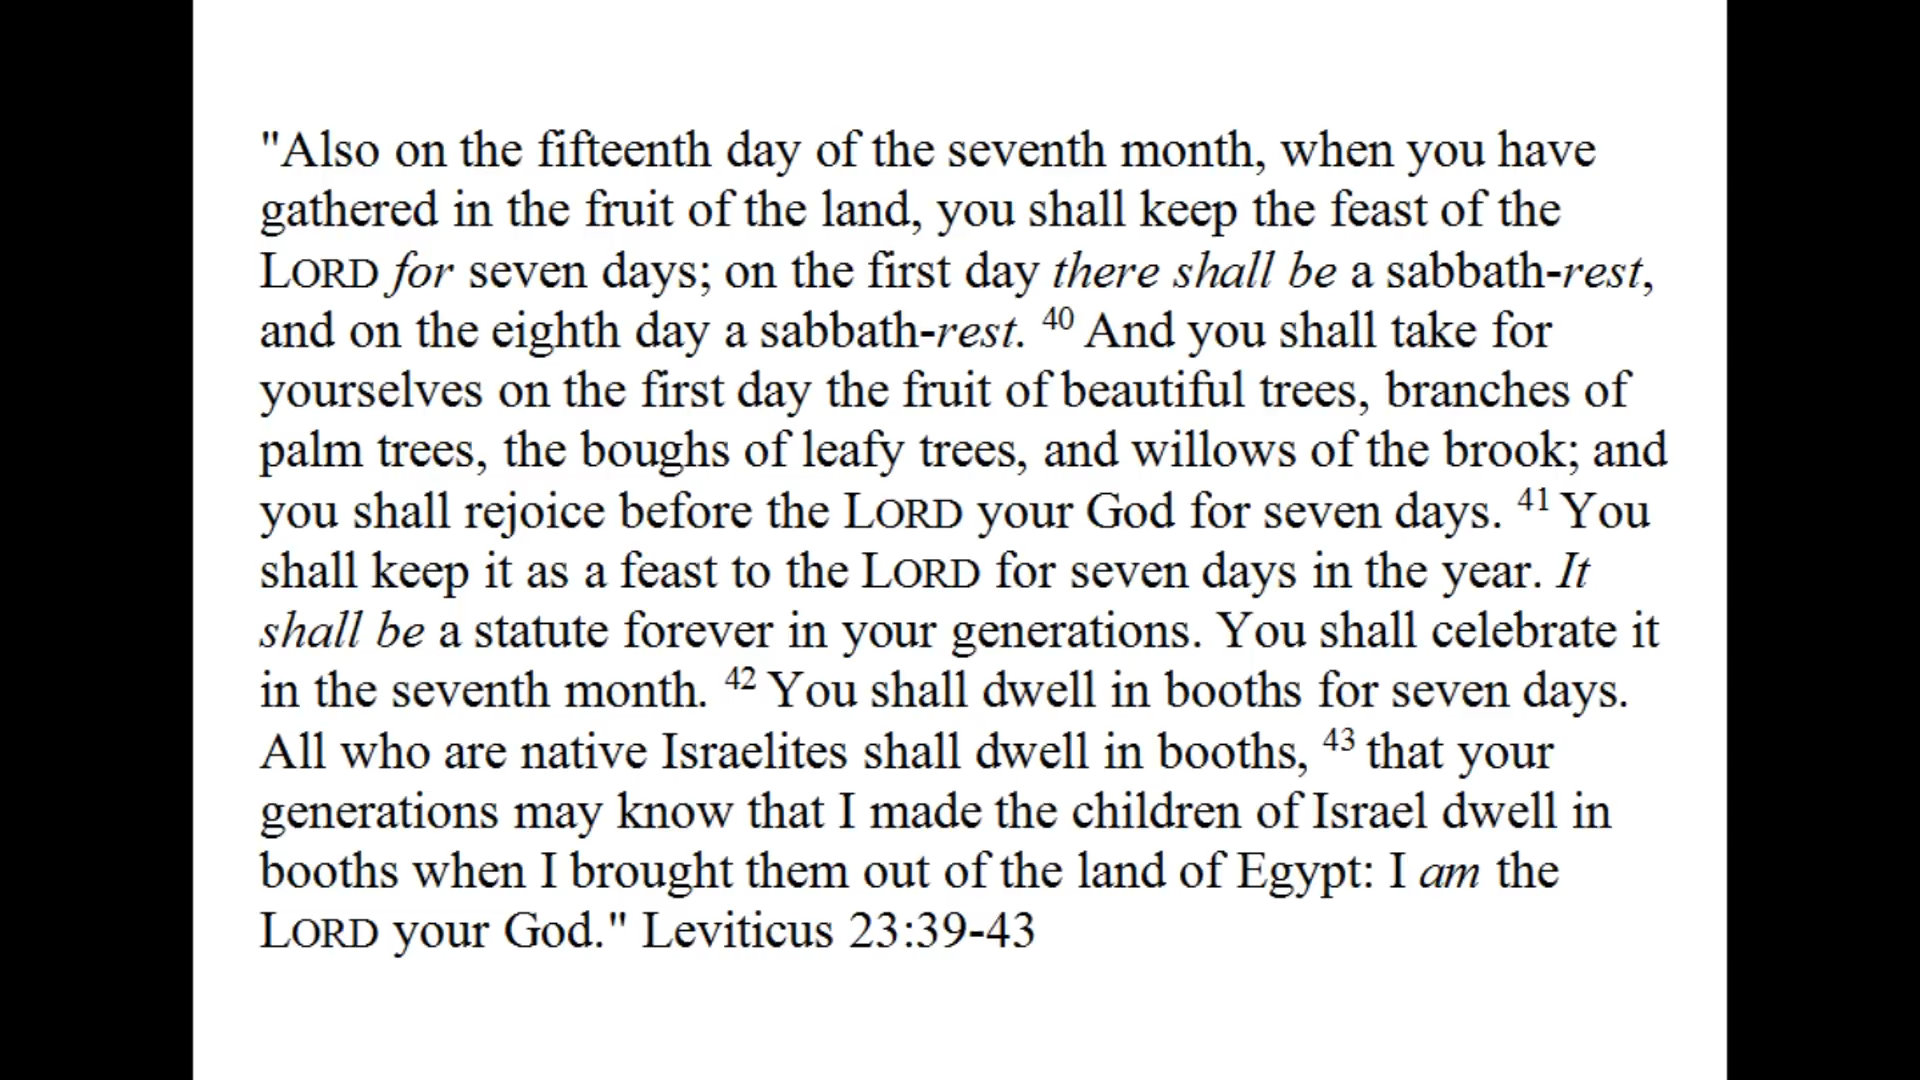 "Also on the fifteenth day of the seventh month, when you have
gathered in the fruit of the land, you shall keep the feast of the
LORD for seven days; on the first day there shall be a sabbath-rest,
and on the eighth day a sabbath-rest. 40 And you shall take for
yourselves on the first day the fruit of beautiful trees, branches of
palm trees, the boughs of leafy trees, and willows of the brook; and
you shall rejoice before the LORD your God for seven days. 41 You
shall keep it as a feast to the LORD for seven days in the year. It
shall be a statute forever in your generations. You shall celebrate it
in the seventh month. 42 You shall dwell in booths for seven days.
All who are native Israelites shall dwell in booths, 43 that your
generations may know that I made the children of Israel dwell in
booths when I brought them out of the land of Egypt: I am the
LORD your God." Leviticus 23:39-43